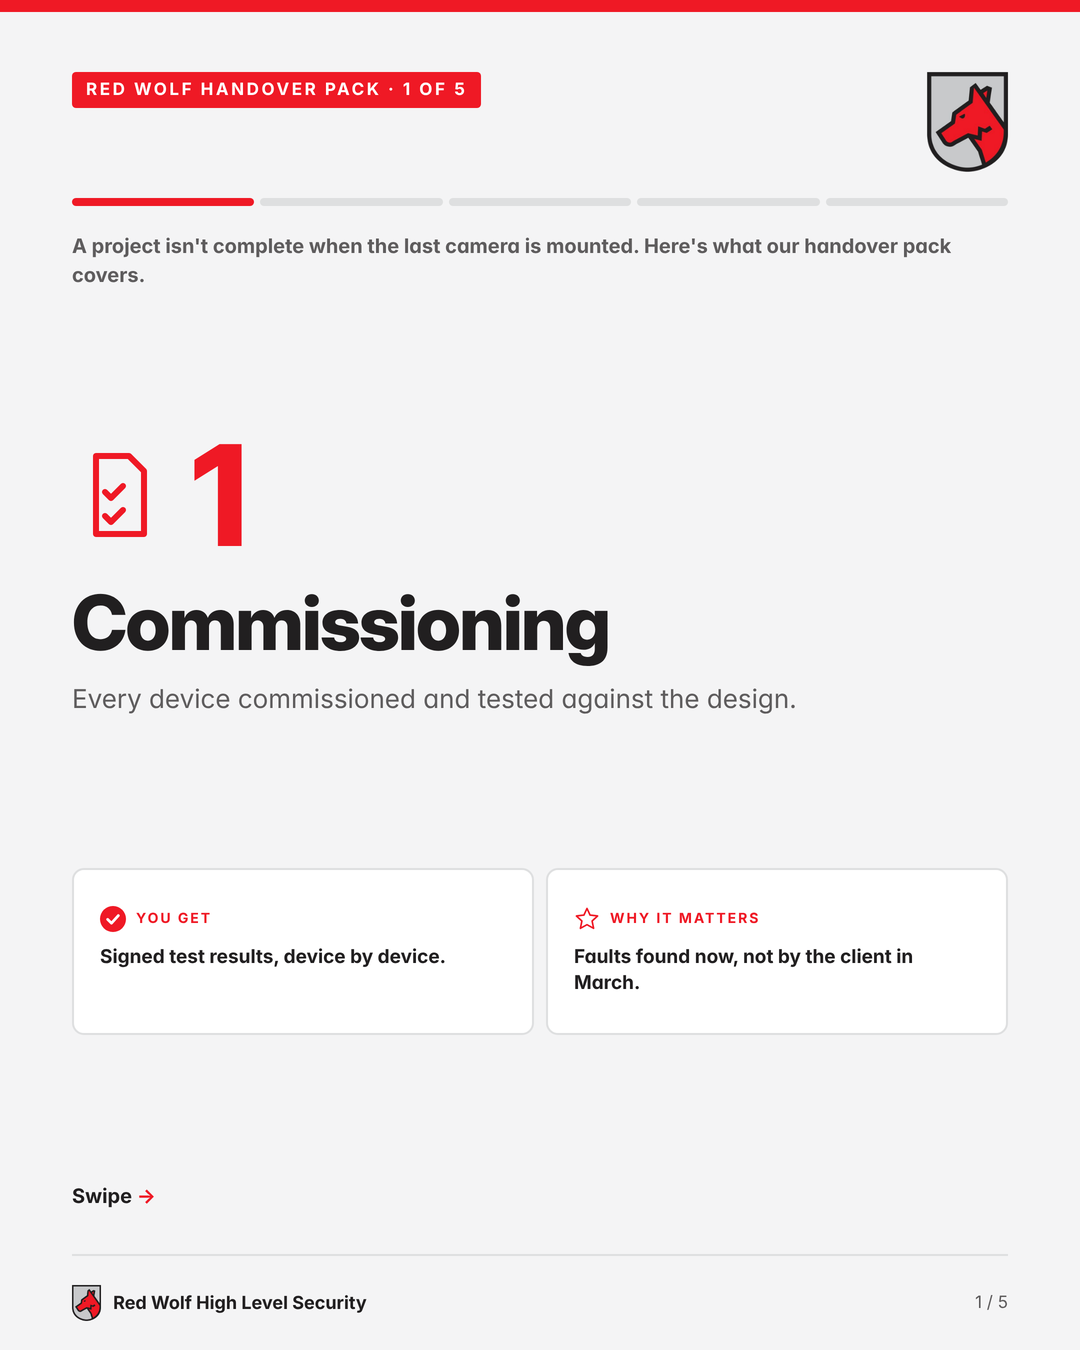 RED WOLF HANDOVER PACK · 1 OF 5
A project isn't complete when the last camera is mounted. Here's what our handover pack
covers.
1
Commissioning
Every device commissioned and tested against the design.
YOU GET
Signed test results, device by device.
WHY IT MATTERS
Faults found now, not by the client in
March.
Swipe →
Red Wolf High Level Security
1 / 5